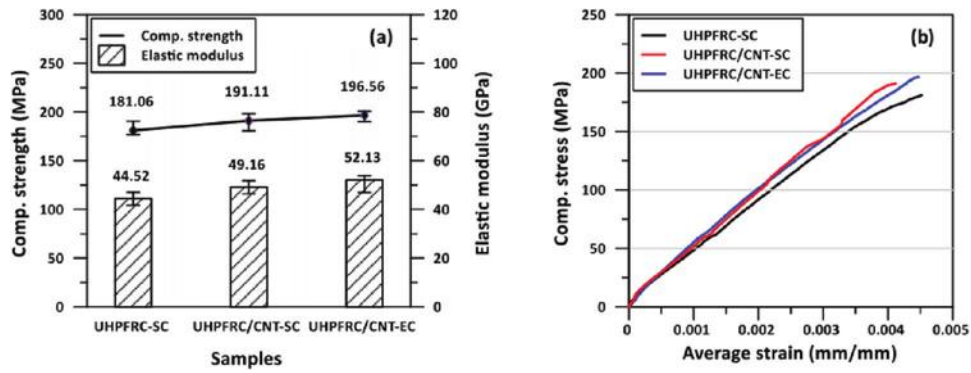 300
250
200
150
100
50
0
Comp. strength (MPa)
Comp. strength
Elastic modulus
(a)
181.06
191.11
196.56
44.52
49.16
52.13
120
100
80
60
40
20
0
Elastic modulus (GPa)
UHPFRC-SC
UHPFRC/CNT-SC
UHPFRC/CNT-EC
Samples
250
200
150
100
50
0
Comp. stress (MPa)
UHPFRC-SC
UHPFRC/CNT-SC
UHPFRC/CNT-EC
(b)
0
0.001
0.002
0.003
0.004
0.005
Average strain (mm/mm)